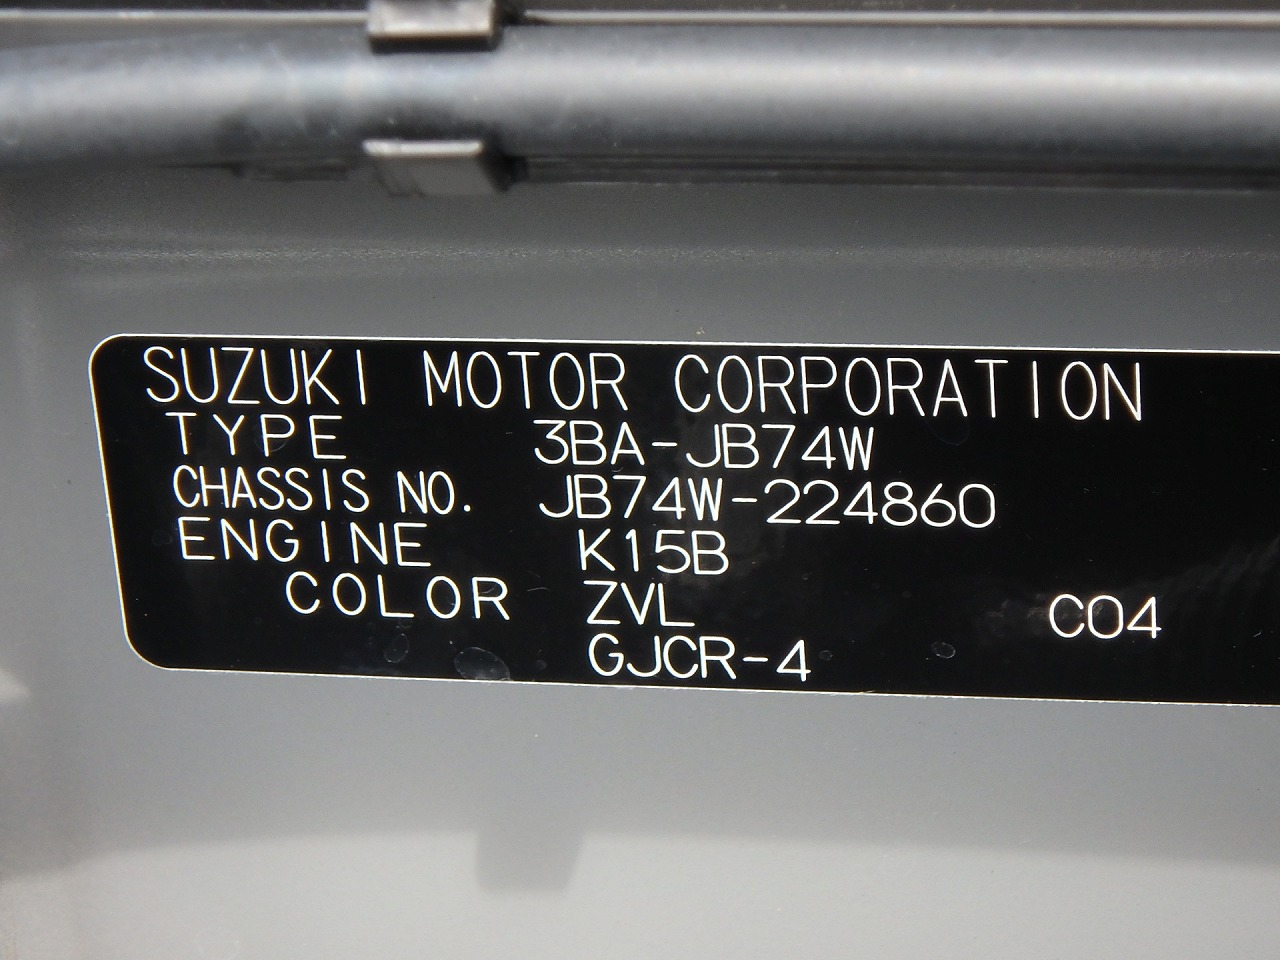 SUZUKI MOTOR CORPORATION
TYPE 3BA-JB74W
CHASSIS NO. JB74W-224860
ENGINE K15B
COLOR ZVL C04
GJCR-4